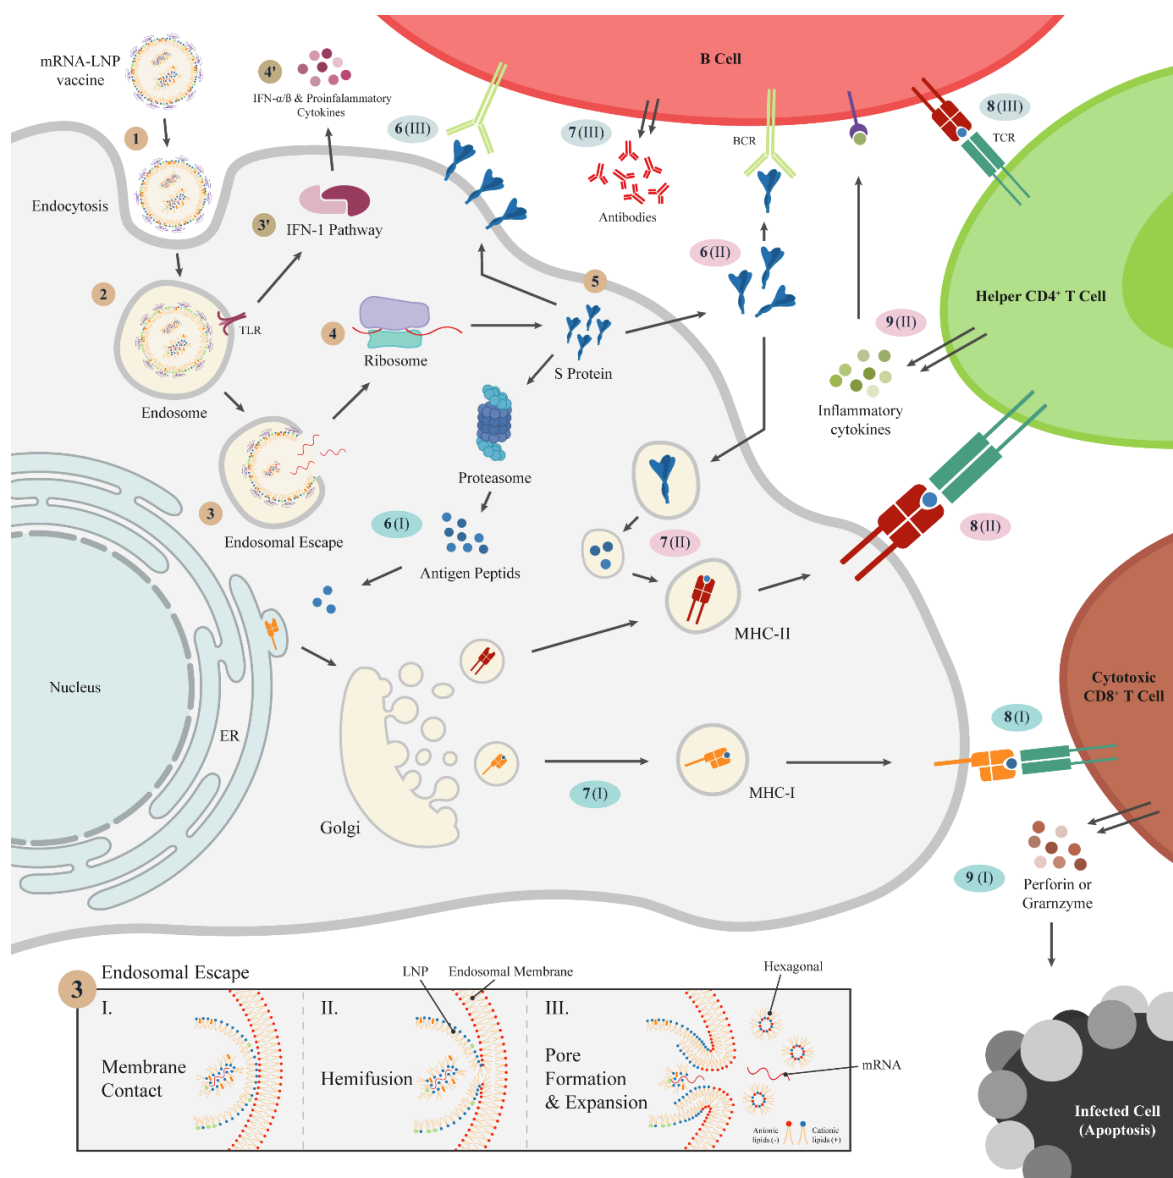 mRNA-LNP
vaccine
1
Endocytosis
4'
IFN-α/ß & Proinfalammatory
Cytokines
3'
IFN-1 Pathway
2
TLR
Endosome
4
Ribosome
3
Endosomal Escape
5
S Protein
6 (III)
B Cell
7 (III)
Antibodies
BCR
8 (III)
TCR
6 (II)
Helper CD4⁺ T Cell
9 (II)
Inflammatory
cytokines
Proteasome
6 (I)
Antigen Peptids
7 (II)
MHC-II
8 (II)
Nucleus
ER
Golgi
7 (I)
MHC-I
8 (I)
Cytotoxic
CD8⁺ T Cell
9 (I)
Perforin or
Grarnzyme
Infected Cell
(Apoptosis)
3
Endosomal Escape
I.
Membrane
Contact
II.
LNP
Endosomal Membrane
Hemifusion
III.
Pore
Formation
& Expansion
Hexagonal
mRNA
Anionic
lipids (-)
Cationic
lipids (+)